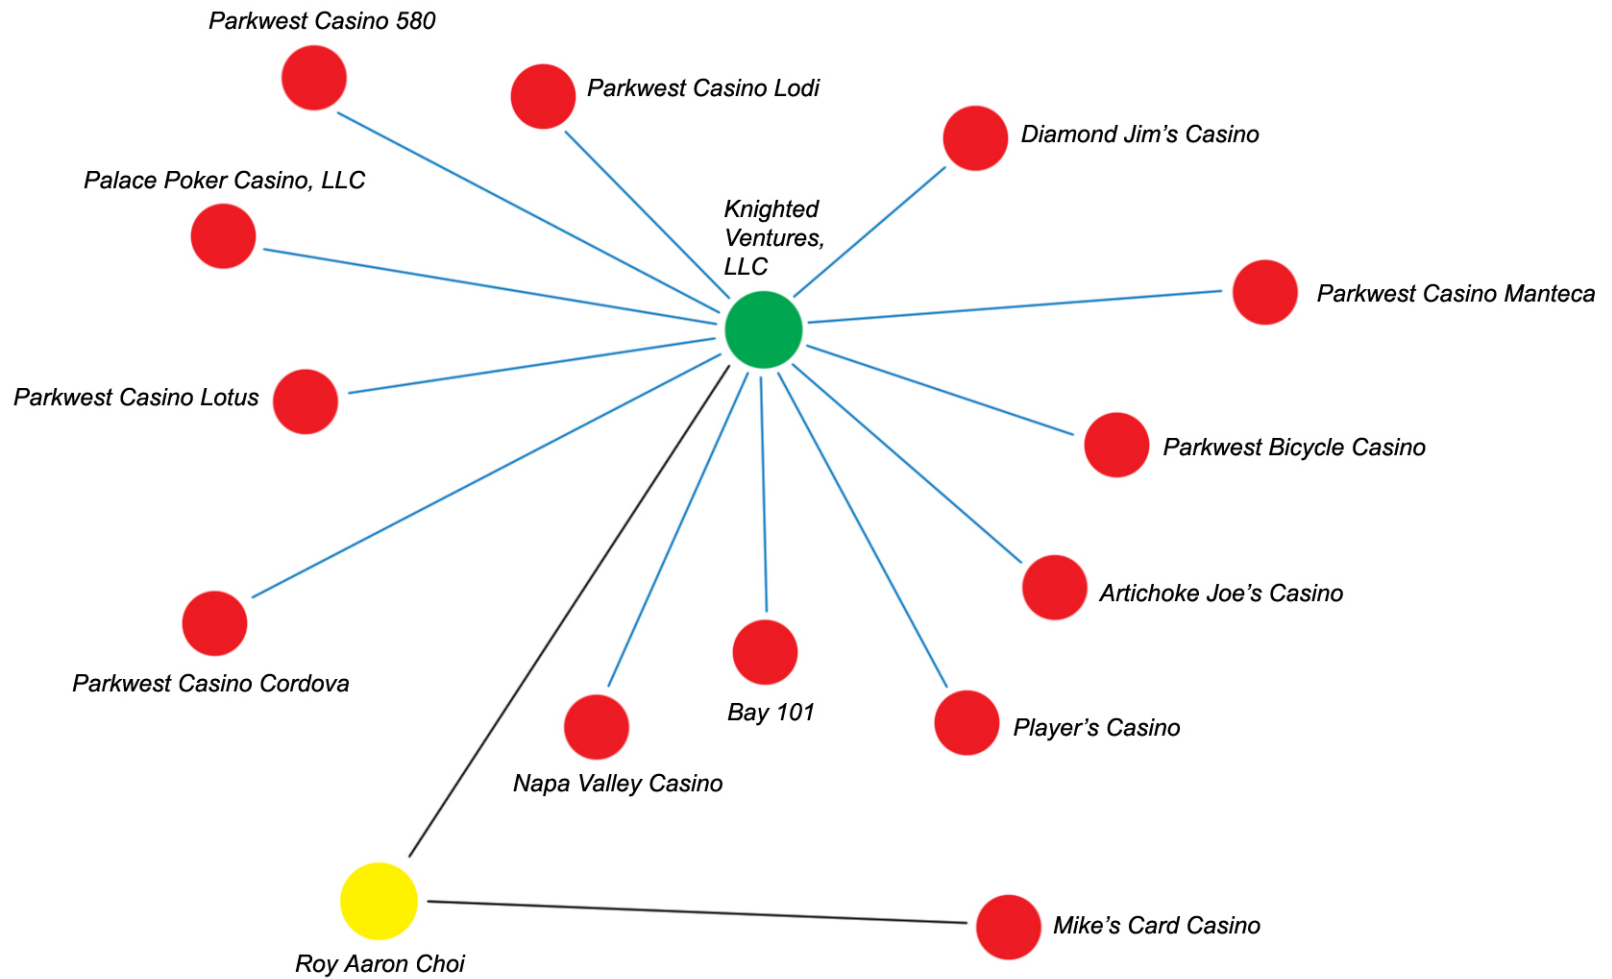 Parkwest Casino 580
Parkwest Casino Lodi
Diamond Jim’s Casino
Palace Poker Casino, LLC
Knighted
Ventures,
LLC
Parkwest Casino Manteca
Parkwest Casino Lotus
Parkwest Bicycle Casino
Artichoke Joe’s Casino
Parkwest Casino Cordova
Bay 101
Player’s Casino
Napa Valley Casino
Mike’s Card Casino
Roy Aaron Choi